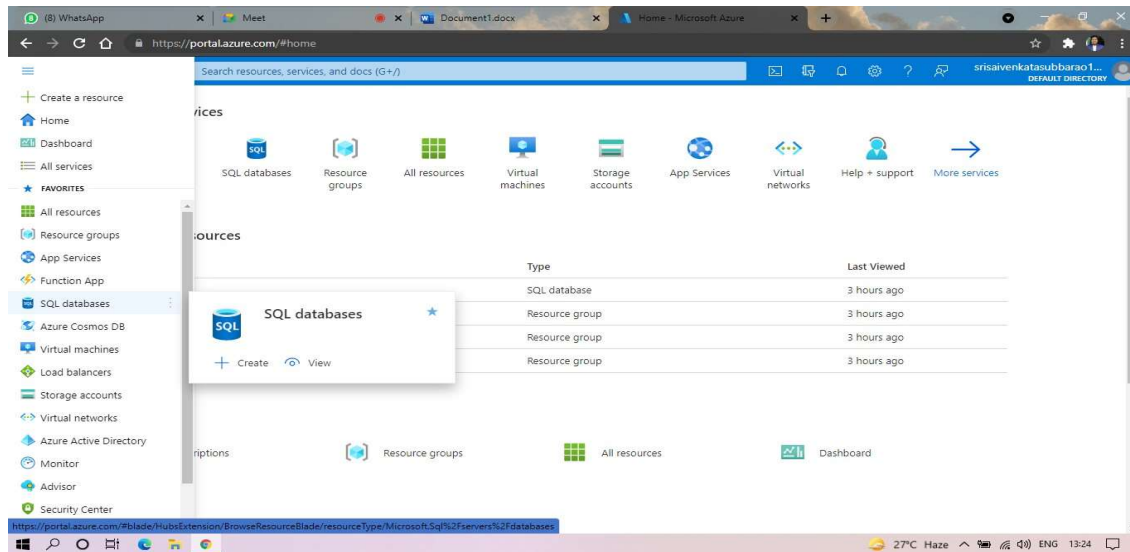 (8) WhatsApp
Meet
Document1.docx
Home - Microsoft Azure
https://portal.azure.com/#home
Search resources, services, and docs (G+/)
srisaivenkatasubbarao1...
DEFAULT DIRECTORY
Create a resource
Home
Dashboard
All services
FAVORITES
All resources
Resource groups
App Services
Function App
SQL databases
Azure Cosmos DB
Virtual machines
Load balancers
Storage accounts
Virtual networks
Azure Active Directory
Monitor
Advisor
Security Center
vices
SQL databases
Resource groups
All resources
Virtual machines
Storage accounts
App Services
Virtual networks
Help + support
More services
ources
Type Last Viewed
SQL database 3 hours ago
Resource group 3 hours ago
Resource group 3 hours ago
Resource group 3 hours ago
SQL
SQL databases
Create View
riptions
Resource groups
All resources
Dashboard
https://portal.azure.com/#blade/HubsExtension/BrowseResourceBlade/resourceType/Microsoft.Sql%2Fservers%2Fdatabases
27°C Haze ENG 13:24